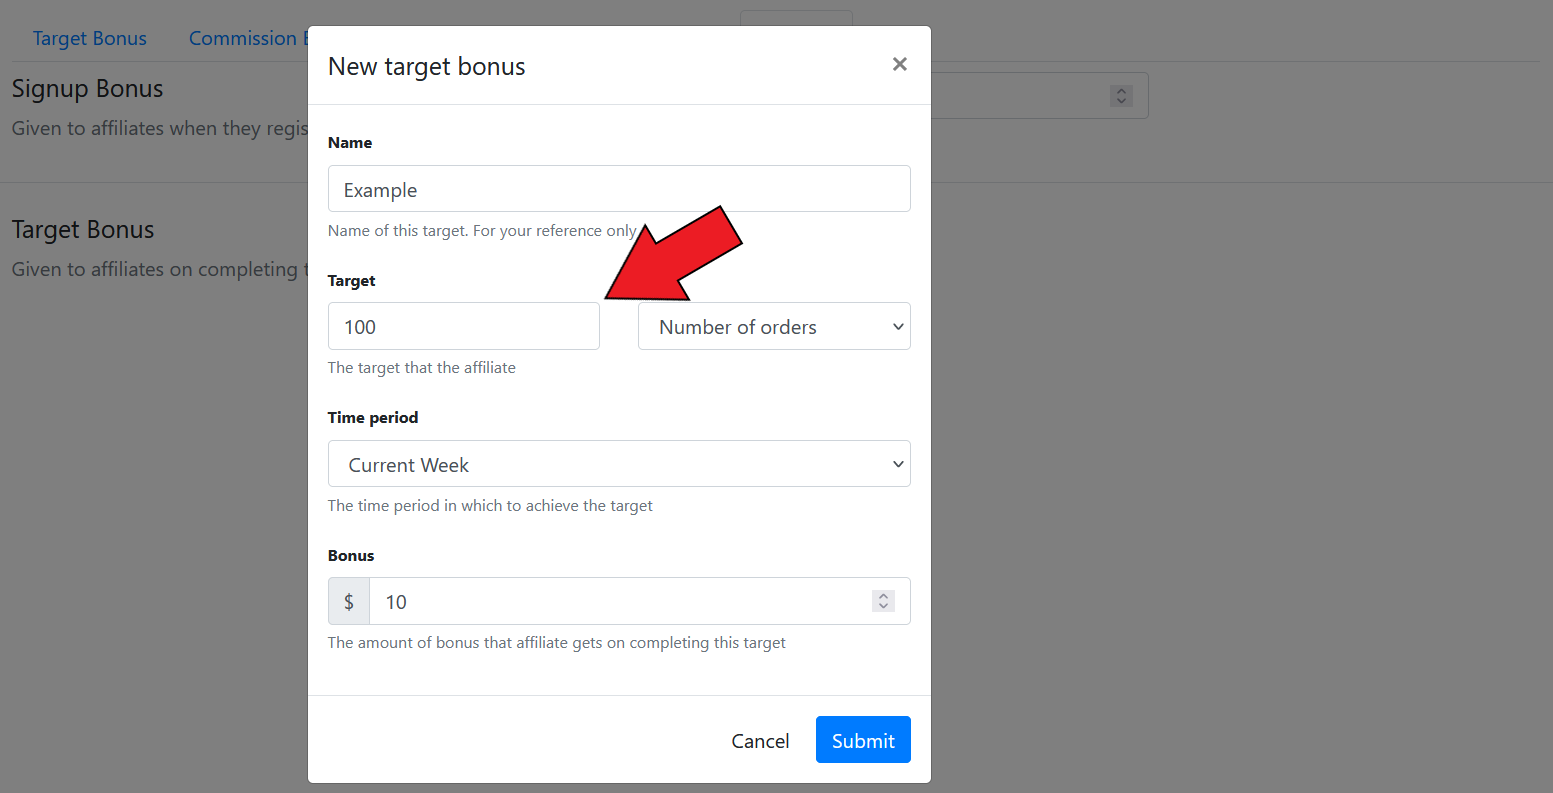 Target Bonus
Commission
Signup Bonus
Given to affiliates when they regis
Target Bonus
Given to affiliates on completing
New target bonus
×
Name
Example
Name of this target. For your reference only
Target
100
Number of orders
The target that the affiliate
Time period
Current Week
The time period in which to achieve the target
Bonus
$ 10
The amount of bonus that affiliate gets on completing this target
Cancel
Submit